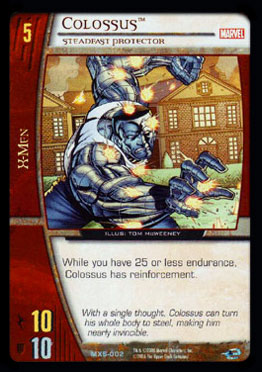 5
COLOSSUS™
STEADFAST PROTECTOR
MARVEL
X-MEN
ILLUS: TOM MCWEENEY
While you have 25 or less endurance,
Colossus has reinforcement.
With a single thought, Colossus can turn
his whole body to steel, making him
nearly invincible.
10
10
MXS-002